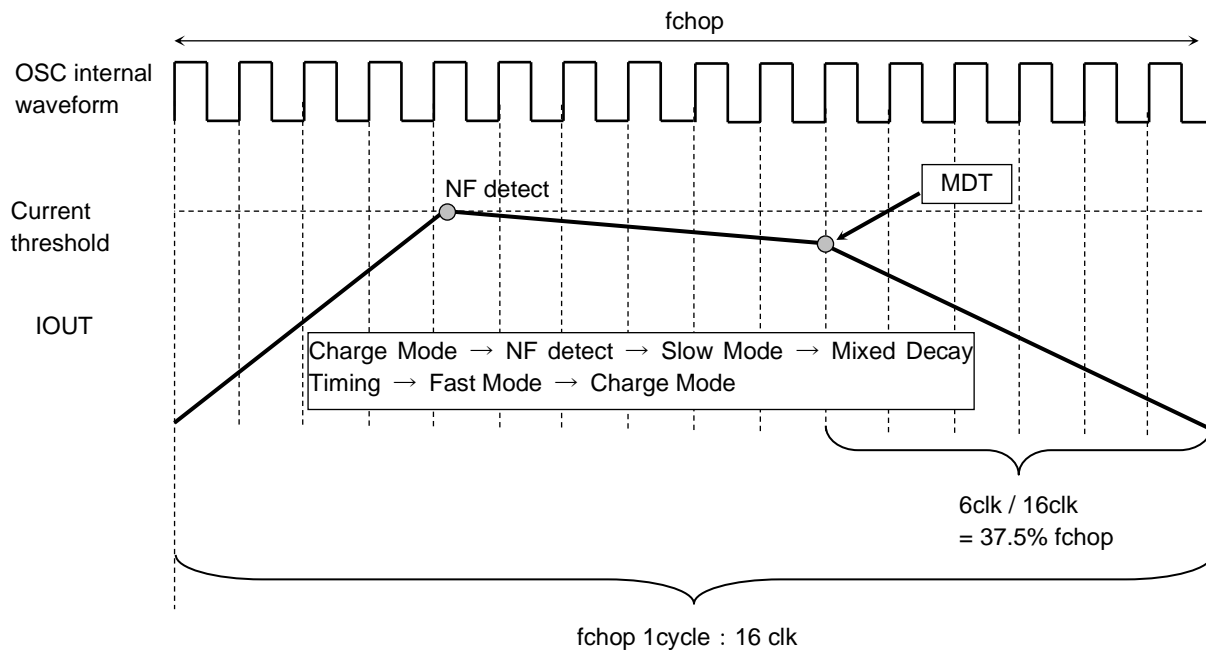 fchop
OSC internal
waveform
NF detect
MDT
Current
threshold
IOUT
Charge Mode → NF detect → Slow Mode → Mixed Decay
Timing → Fast Mode → Charge Mode
6clk / 16clk
= 37.5% fchop
fchop 1cycle : 16 clk